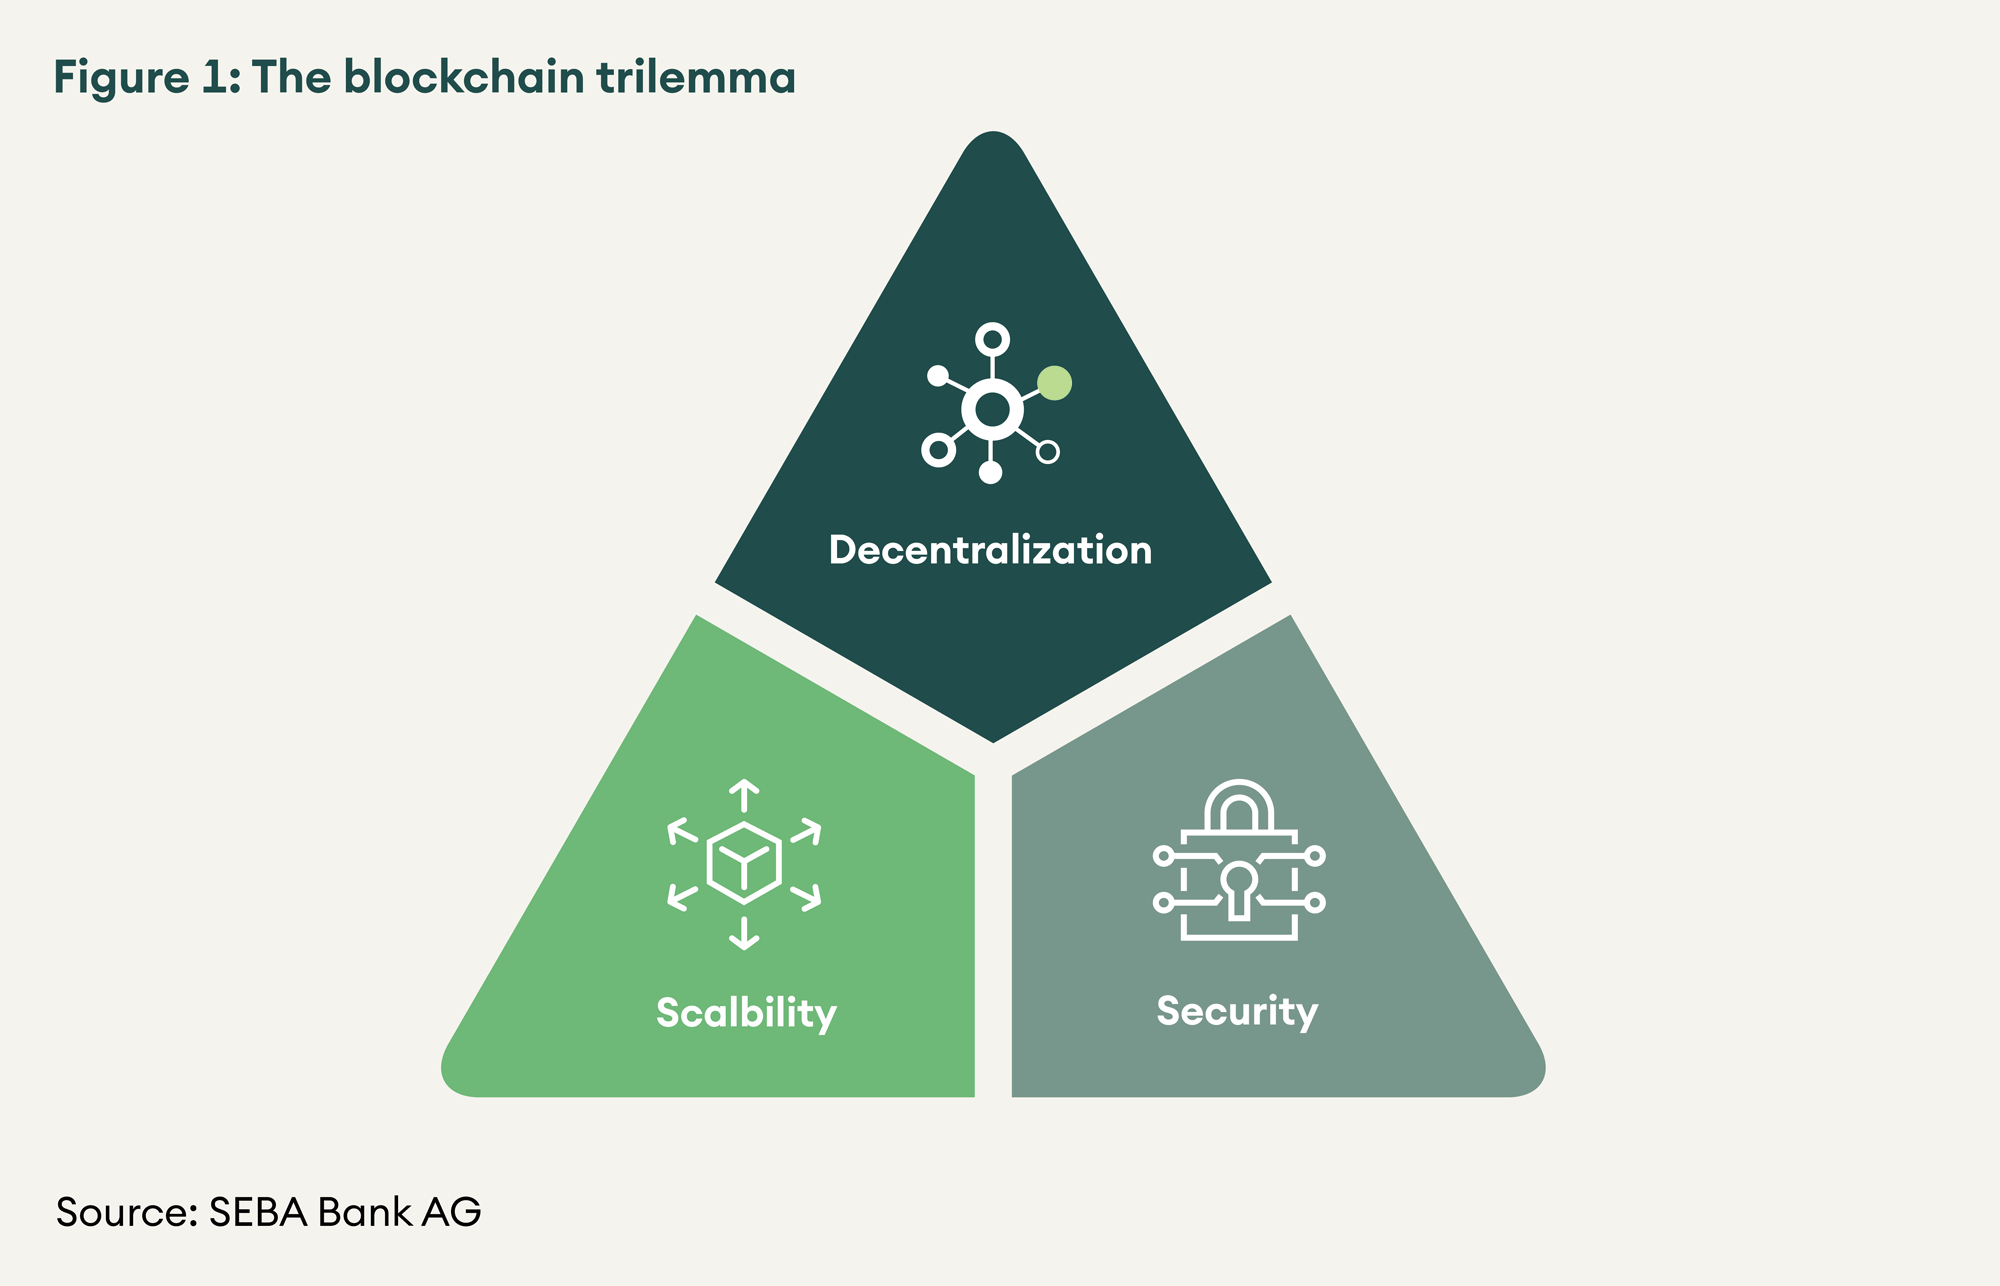 Figure 1: The blockchain trilemma
Decentralization
Scalbility
Security
Source: SEBA Bank AG